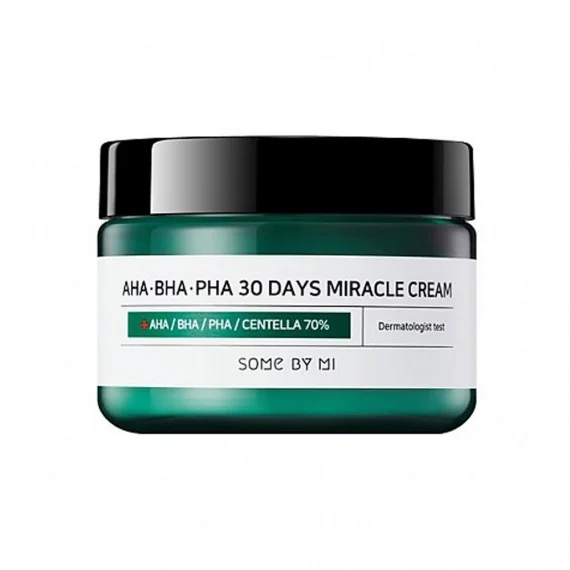 AHA·BHA·PHA 30 DAYS MIRACLE CREAM
+AHA / BHA / PHA / CENTELLA 70%
Dermatologist test
SOME BY MI